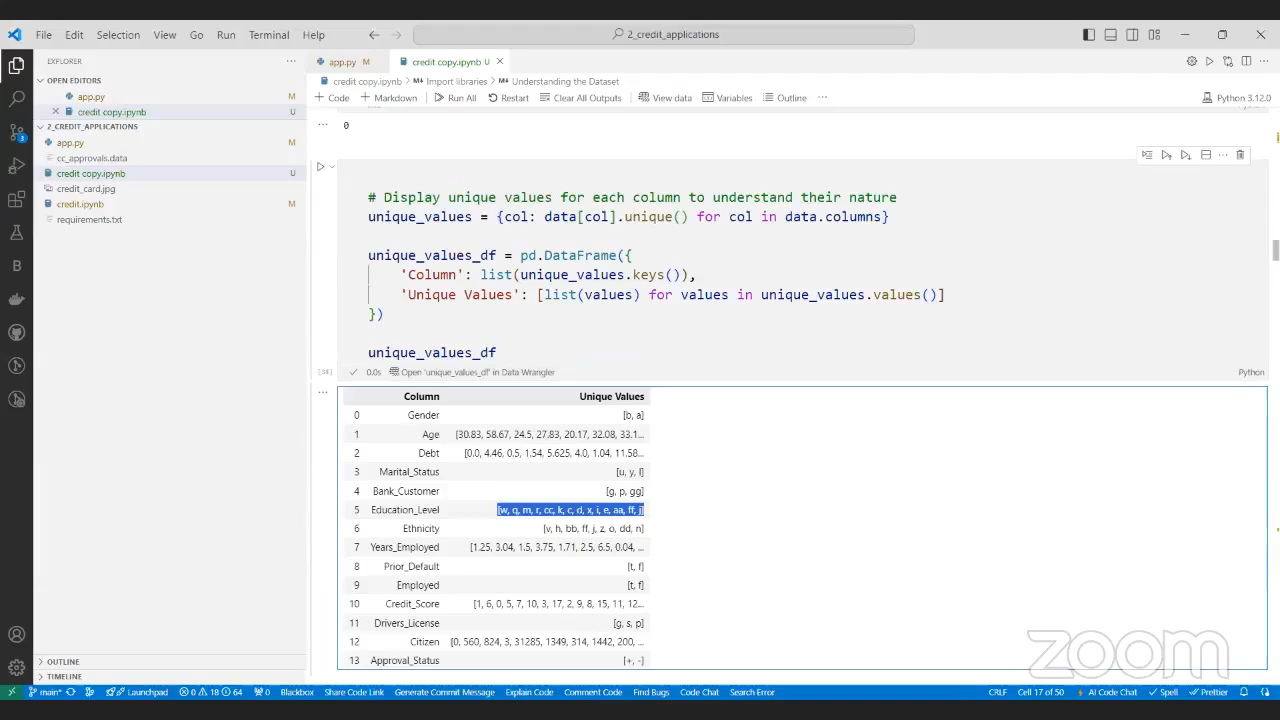 File Edit Selection View Go Run Terminal Help
2_credit_applications
EXPLORER
OPEN EDITORS
app.py M
credit copy.ipynb U
2_CREDIT_APPLICATIONS
app.py M
cc_approvals.data
credit copy.ipynb U
credit_card.jpg
credit.ipynb M
requirements.txt
OUTLINE
TIMELINE
3
B
app.py M
credit copy.ipynb U
credit copy.ipynb > Import libraries > Understanding the Dataset
Code Markdown Run All Restart Clear All Outputs View data Variables Outline ... Python 3.12.0
0
# Display unique values for each column to understand their nature
unique_values = {col: data[col].unique() for col in data.columns}
unique_values_df = pd.DataFrame({
'Column': list(unique_values.keys()),
'Unique Values': [list(values) for values in unique_values.values()]
})
unique_values_df
[34] 0.0s Open 'unique_values_df' in Data Wrangler Python
Column Unique Values
0 Gender [b, a]
1 Age [30.83, 58.67, 24.5, 27.83, 20.17, 32.08, 33.1...
2 Debt [0.0, 4.46, 0.5, 1.54, 5.625, 4.0, 1.04, 11.58...
3 Marital_Status [u, y, l]
4 Bank_Customer [g, p, gg]
5 Education_Level [w, q, m, r, cc, k, c, d, x, i, e, aa, ff, j]
6 Ethnicity [v, h, bb, ff, j, z, o, dd, n]
7 Years_Employed [1.25, 3.04, 1.5, 3.75, 1.71, 2.5, 6.5, 0.04, ...
8 Prior_Default [t, f]
9 Employed [t, f]
10 Credit_Score [1, 6, 0, 5, 7, 10, 3, 17, 2, 9, 8, 15, 11, 12...
11 Drivers_License [g, s, p]
12 Citizen [0, 560, 824, 3, 31285, 1349, 314, 1442, 200, ...
13 Approval_Status [+, -]
zoom
main* Launchpad 0 18 64 0 Blackbox Share Code Link Generate Commit Message Explain Code Comment Code Find Bugs Code Chat Search Error CRLF Cell 17 of 50 AI Code Chat Spell Prettier